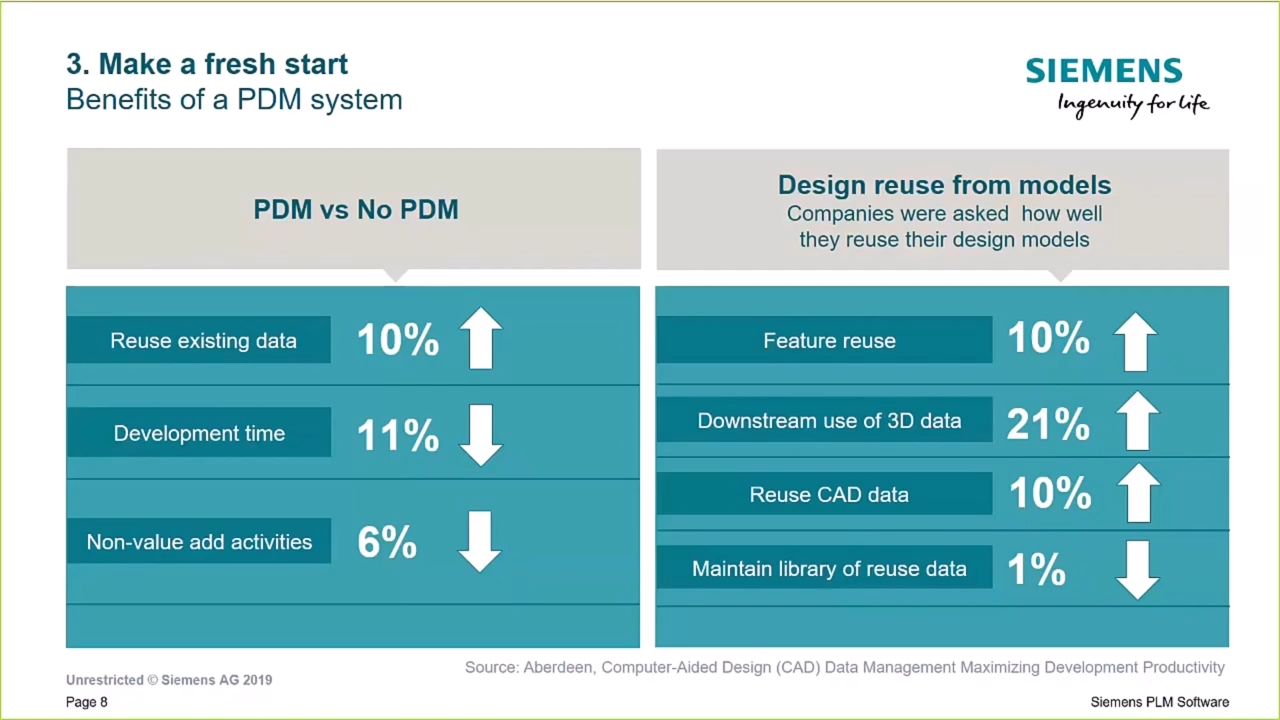 3. Make a fresh start
Benefits of a PDM system
SIEMENS
Ingenuity for life
PDM vs No PDM
Reuse existing data 10%
Development time 11%
Non-value add activities 6%
Design reuse from models
Companies were asked how well
they reuse their design models
Feature reuse 10%
Downstream use of 3D data 21%
Reuse CAD data 10%
Maintain library of reuse data 1%
Source: Aberdeen, Computer-Aided Design (CAD) Data Management Maximizing Development Productivity
Unrestricted © Siemens AG 2019
Page 8
Siemens PLM Software